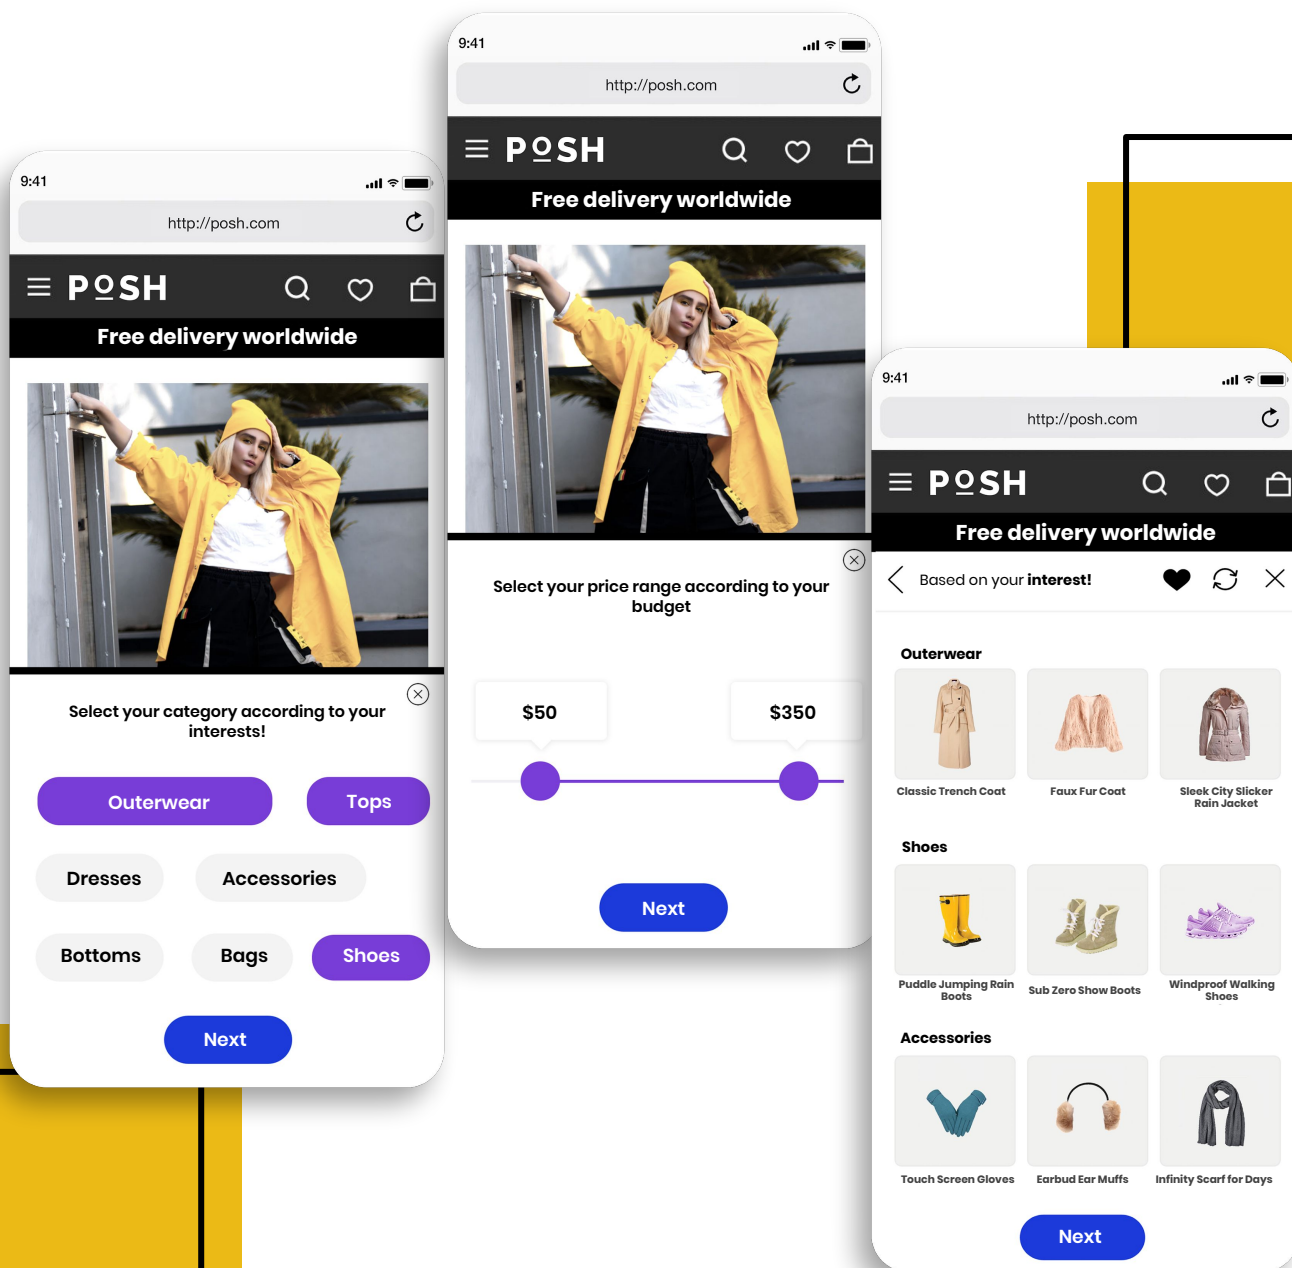 9:41
http://posh.com
POSH
Free delivery worldwide
Select your category according to your
interests!
Outerwear
Tops
Dresses
Accessories
Bottoms
Bags
Shoes
Next
9:41
http://posh.com
POSH
Free delivery worldwide
Select your price range according to your
budget
$50
$350
Next
9:41
http://posh.com
POSH
Free delivery worldwide
Based on your interest!
Outerwear
Classic Trench Coat
Faux Fur Coat
Sleek City Slicker
Rain Jacket
Shoes
Puddle Jumping Rain
Boots
Sub Zero Show Boots
Windproof Walking
Shoes
Accessories
Touch Screen Gloves
Earbud Ear Muffs
Infinity Scarf for Days
Next